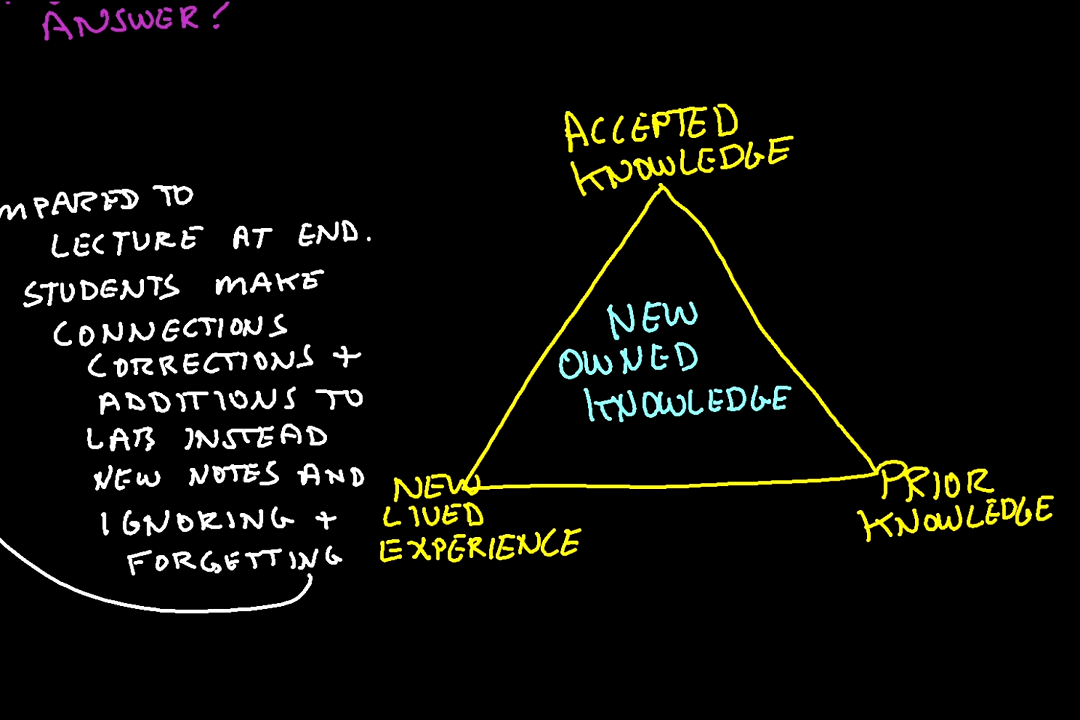 ANSWER?
MPARED TO
LECTURE AT END.
STUDENTS MAKE
CONNECTIONS
CORRECTIONS +
ADDITIONS TO
LAB INSTEAD
NEW NOTES AND
IGNORING +
FORGETTING
ACCEPTED
KNOWLEDGE
NEW
OWNED
KNOWLEDGE
NEW
LIVED
EXPERIENCE
PRIOR
KNOWLEDGE